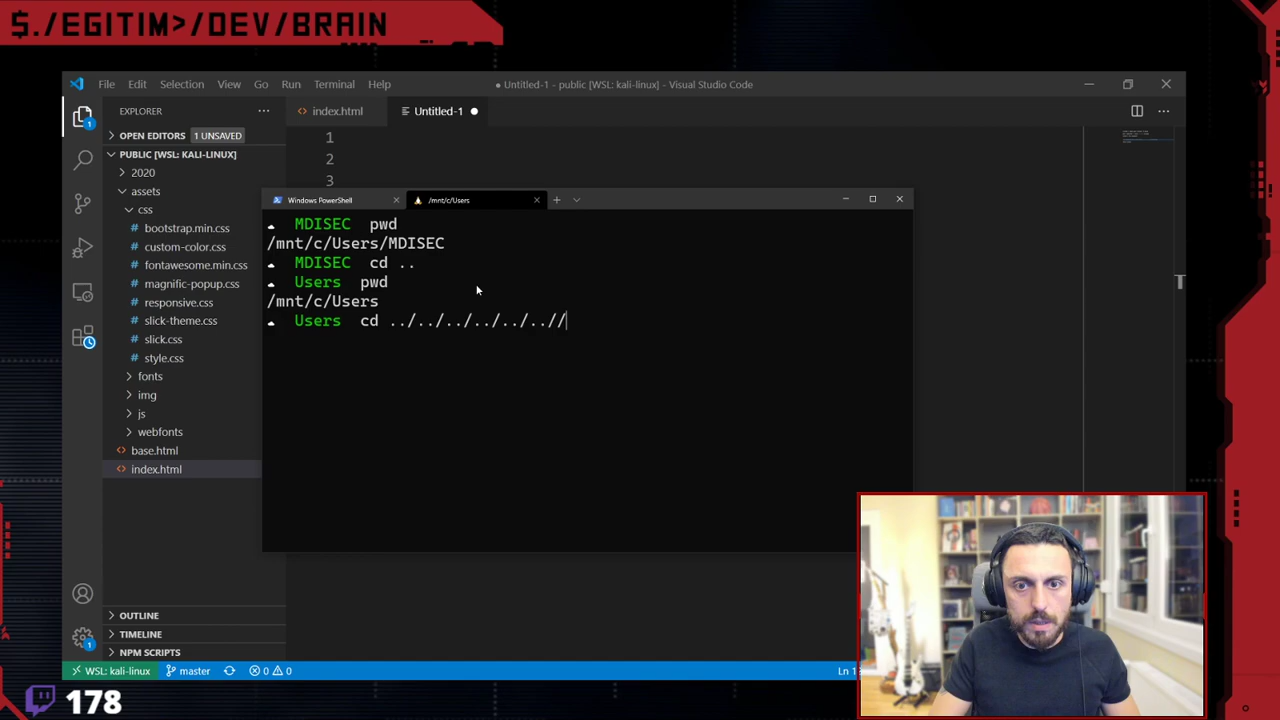 $./EGITIM>/DEV/BRAIN
File Edit Selection View Go Run Terminal Help
● Untitled-1 - public [WSL: kali-linux] - Visual Studio Code
EXPLORER
index.html
Untitled-1
OPEN EDITORS 1 UNSAVED
PUBLIC [WSL: KALI-LINUX]
2020
assets
css
bootstrap.min.css
custom-color.css
fontawesome.min.css
magnific-popup.css
responsive.css
slick-theme.css
slick.css
style.css
fonts
img
js
webfonts
base.html
index.html
OUTLINE
TIMELINE
NPM SCRIPTS
1
2
3
Windows PowerShell
/mnt/c/Users
MDISEC pwd
/mnt/c/Users/MDISEC
MDISEC cd ..
Users pwd
/mnt/c/Users
Users cd ../../../../../..//
1
1
WSL: kali-linux master 0 0
178